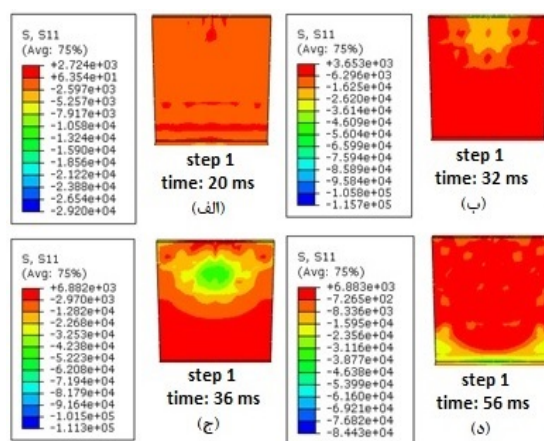 S, S11
(Avg: 75%)
+2.724e+03
+6.354e+01
-2.597e+03
-5.257e+03
-7.917e+03
-1.058e+04
-1.324e+04
-1.590e+04
-1.856e+04
-2.122e+04
-2.388e+04
-2.654e+04
-2.920e+04
step 1
time: 20 ms
(الف)
S, S11
(Avg: 75%)
+3.653e+03
-6.296e+03
-1.625e+04
-2.620e+04
-3.614e+04
-4.609e+04
-5.604e+04
-6.599e+04
-7.594e+04
-8.589e+04
-9.584e+04
-1.058e+05
-1.157e+05
step 1
time: 32 ms
(ب)
S, S11
(Avg: 75%)
+6.882e+03
-2.970e+03
-1.282e+04
-2.268e+04
-3.253e+04
-4.238e+04
-5.223e+04
-6.208e+04
-7.194e+04
-8.179e+04
-9.164e+04
-1.015e+05
-1.113e+05
step 1
time: 36 ms
(ج)
S, S11
(Avg: 75%)
+6.883e+03
-7.265e+02
-8.336e+03
-1.595e+04
-2.356e+04
-3.116e+04
-3.877e+04
-4.638e+04
-5.399e+04
-6.160e+04
-6.921e+04
-7.682e+04
-8.443e+04
step 1
time: 56 ms
(د)